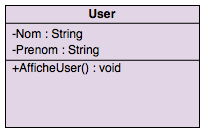 User
-Nom : String
-Prenom : String
+AfficheUser() : void